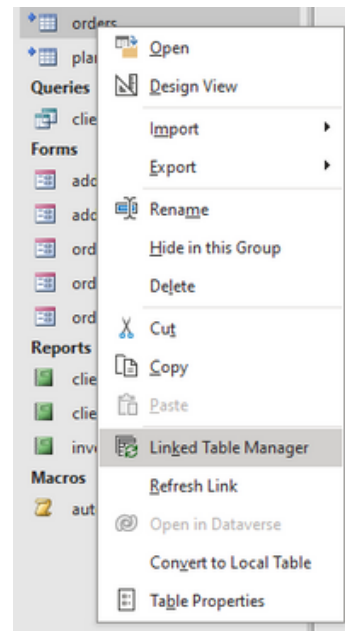 orders
Open
Design View
Import
Export
Rename
Hide in this Group
Delete
Cut
Copy
Paste
Linked Table Manager
Refresh Link
Open in Dataverse
Convert to Local Table
Table Properties
Queries
Forms
Reports
Macros